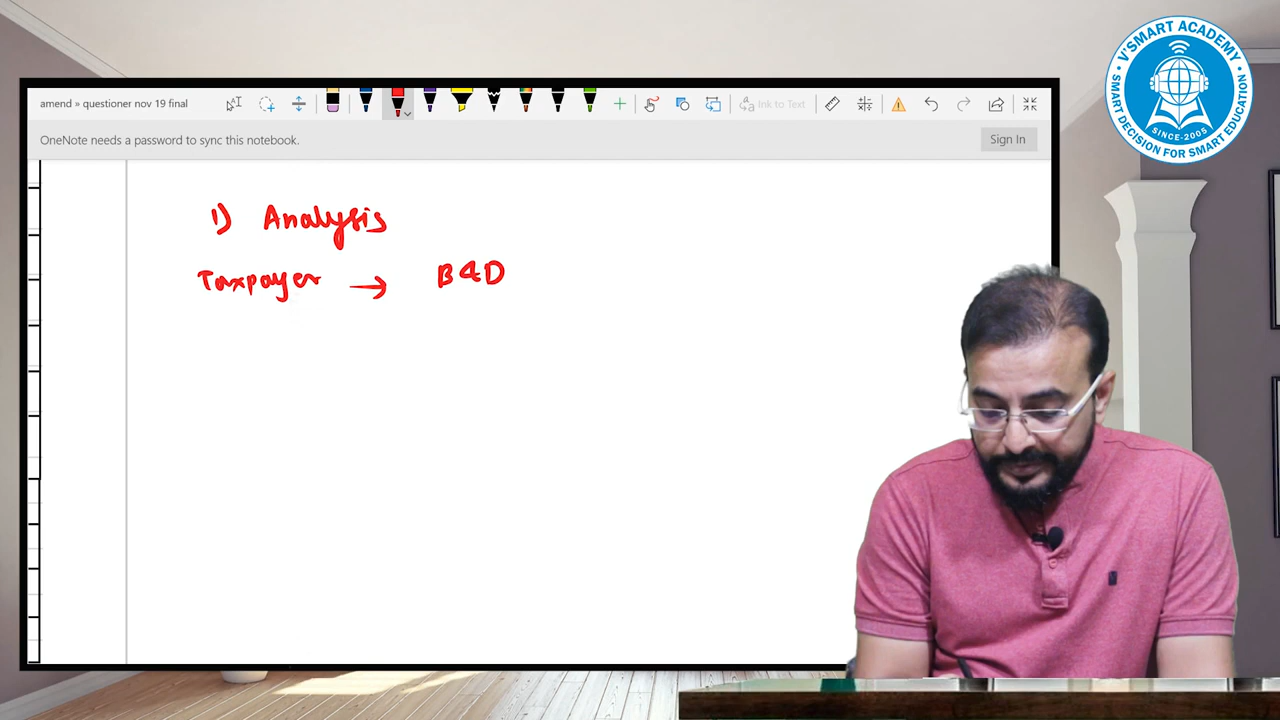 V'SMART ACADEMY
SMART DECISION FOR SMART EDUCATION
SINCE-2005
amend » questioner nov 19 final
Ink to Text
OneNote needs a password to sync this notebook.
Sign In
1) Analysis
Taxpayer → B&D